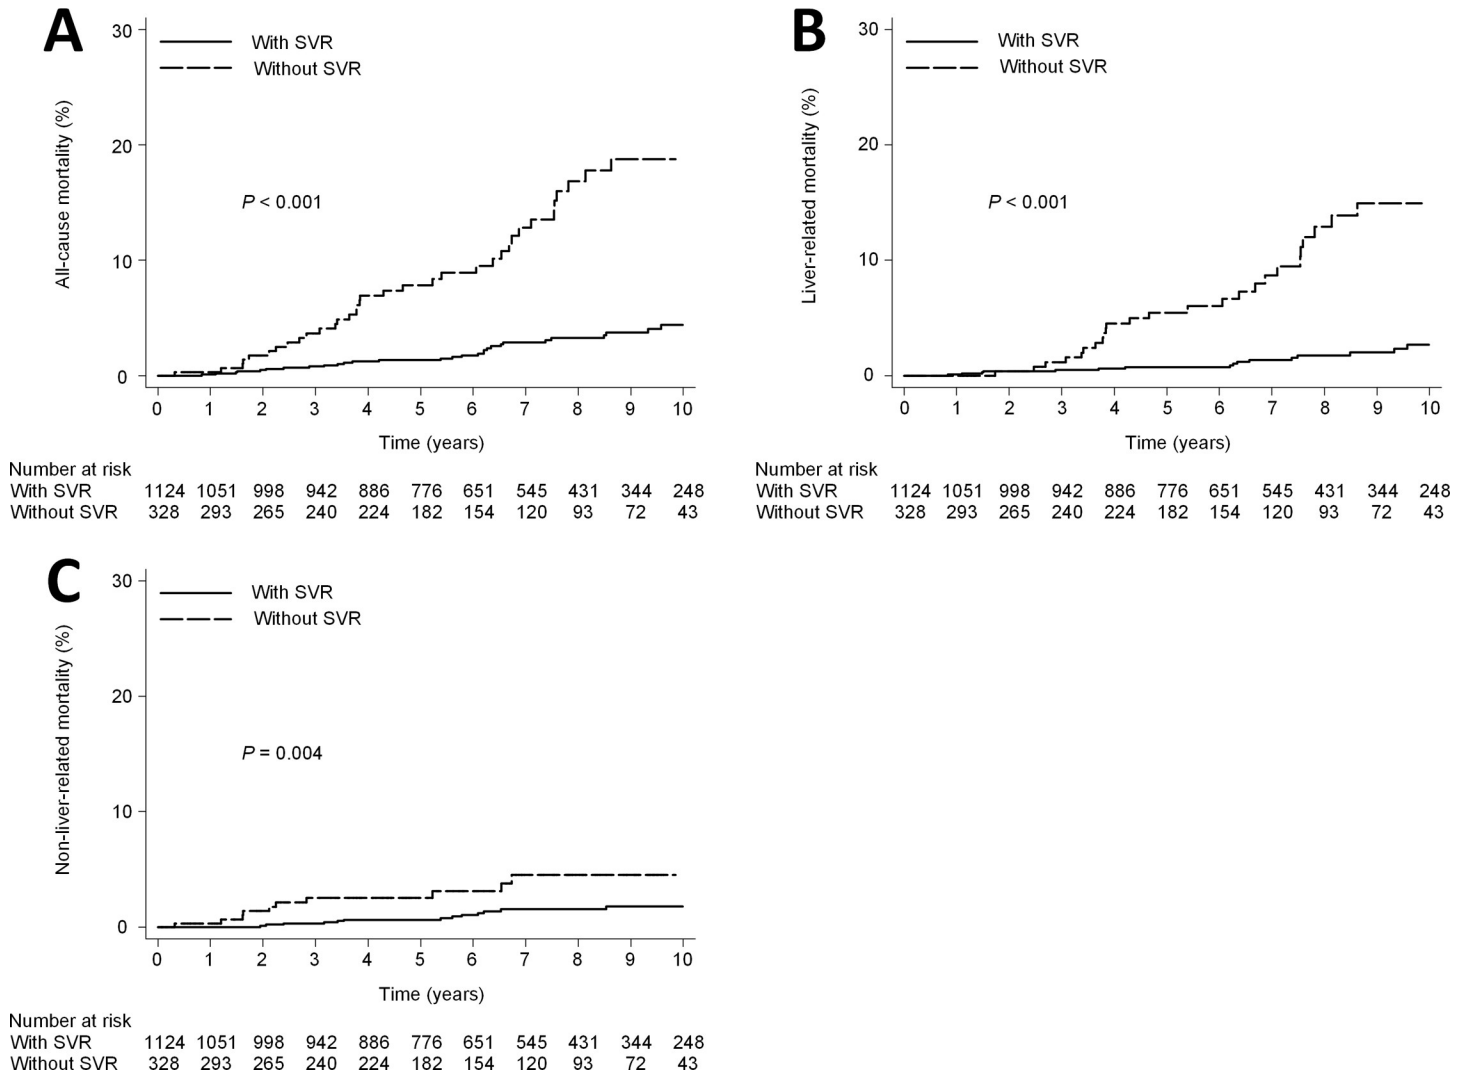 A
30
20
10
0
All-cause mortality (%)
With SVR
Without SVR
P < 0.001
0 1 2 3 4 5 6 7 8 9 10
Time (years)
Number at risk
With SVR 1124 1051 998 942 886 776 651 545 431 344 248
Without SVR 328 293 265 240 224 182 154 120 93 72 43
B
30
20
10
0
Liver-related mortality (%)
With SVR
Without SVR
P < 0.001
0 1 2 3 4 5 6 7 8 9 10
Time (years)
Number at risk
With SVR 1124 1051 998 942 886 776 651 545 431 344 248
Without SVR 328 293 265 240 224 182 154 120 93 72 43
C
30
20
10
0
Non-liver-related mortality (%)
With SVR
Without SVR
P = 0.004
0 1 2 3 4 5 6 7 8 9 10
Time (years)
Number at risk
With SVR 1124 1051 998 942 886 776 651 545 431 344 248
Without SVR 328 293 265 240 224 182 154 120 93 72 43